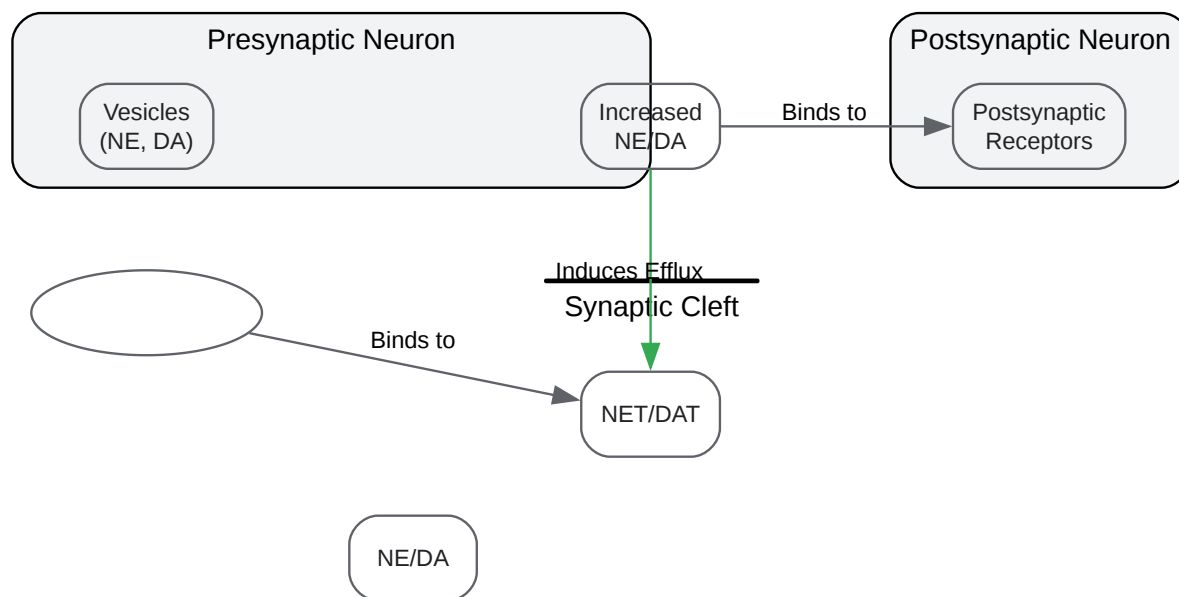 Presynaptic Neuron
Postsynaptic Neuron
Vesicles
(NE, DA)
Increased
NE/DA
Binds to
Postsynaptic
Receptors
Induces Efflux
Synaptic Cleft
Binds to
NET/DAT
NE/DA